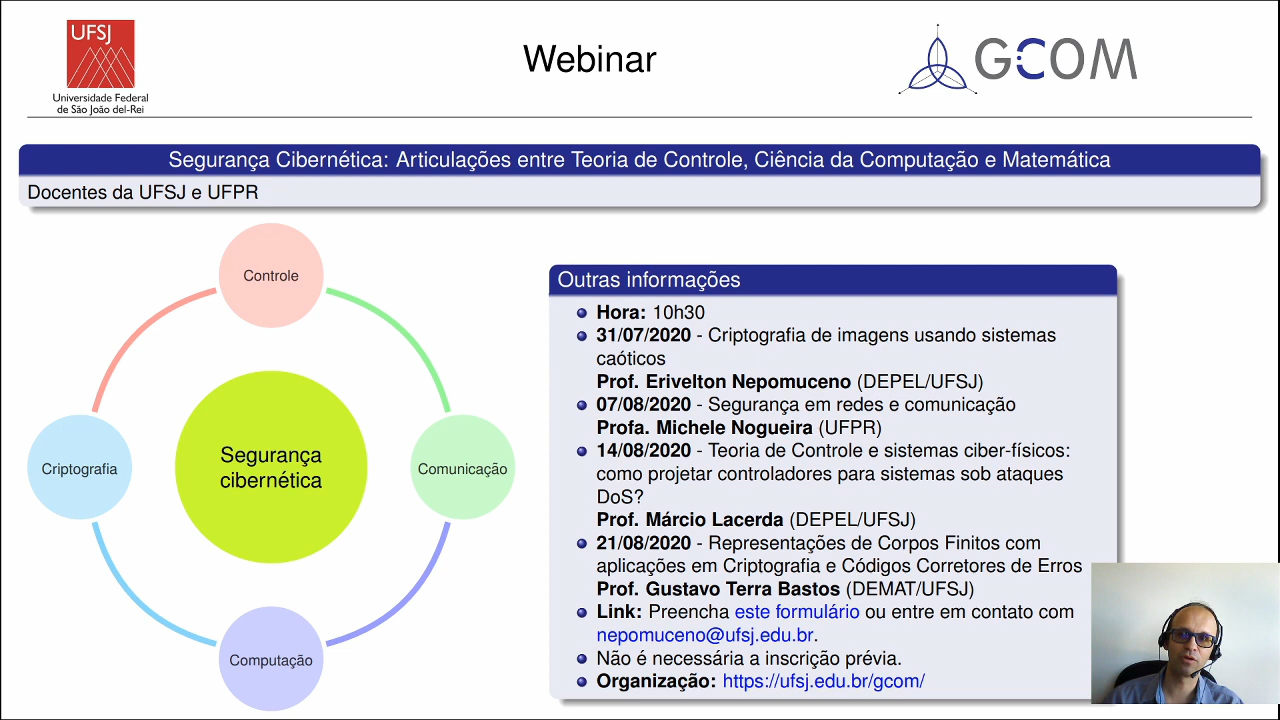 UFSJ
Universidade Federal
de São João del-Rei
Webinar
GCOM
Segurança Cibernética: Articulações entre Teoria de Controle, Ciência da Computação e Matemática
Docentes da UFSJ e UFPR
Controle
Criptografia
Segurança
cibernética
Comunicação
Computação
Outras informações
Hora: 10h30
31/07/2020 - Criptografia de imagens usando sistemas
caóticos
Prof. Erivelton Nepomuceno (DEPEL/UFSJ)
07/08/2020 - Segurança em redes e comunicação
Profa. Michele Nogueira (UFPR)
14/08/2020 - Teoria de Controle e sistemas ciber-físicos:
como projetar controladores para sistemas sob ataques
DoS?
Prof. Márcio Lacerda (DEPEL/UFSJ)
21/08/2020 - Representações de Corpos Finitos com
aplicações em Criptografia e Códigos Corretores de Erros
Prof. Gustavo Terra Bastos (DEMAT/UFSJ)
Link: Preencha este formulário ou entre em contato com
nepomuceno@ufsj.edu.br.
Não é necessária a inscrição prévia.
Organização: https://ufsj.edu.br/gcom/